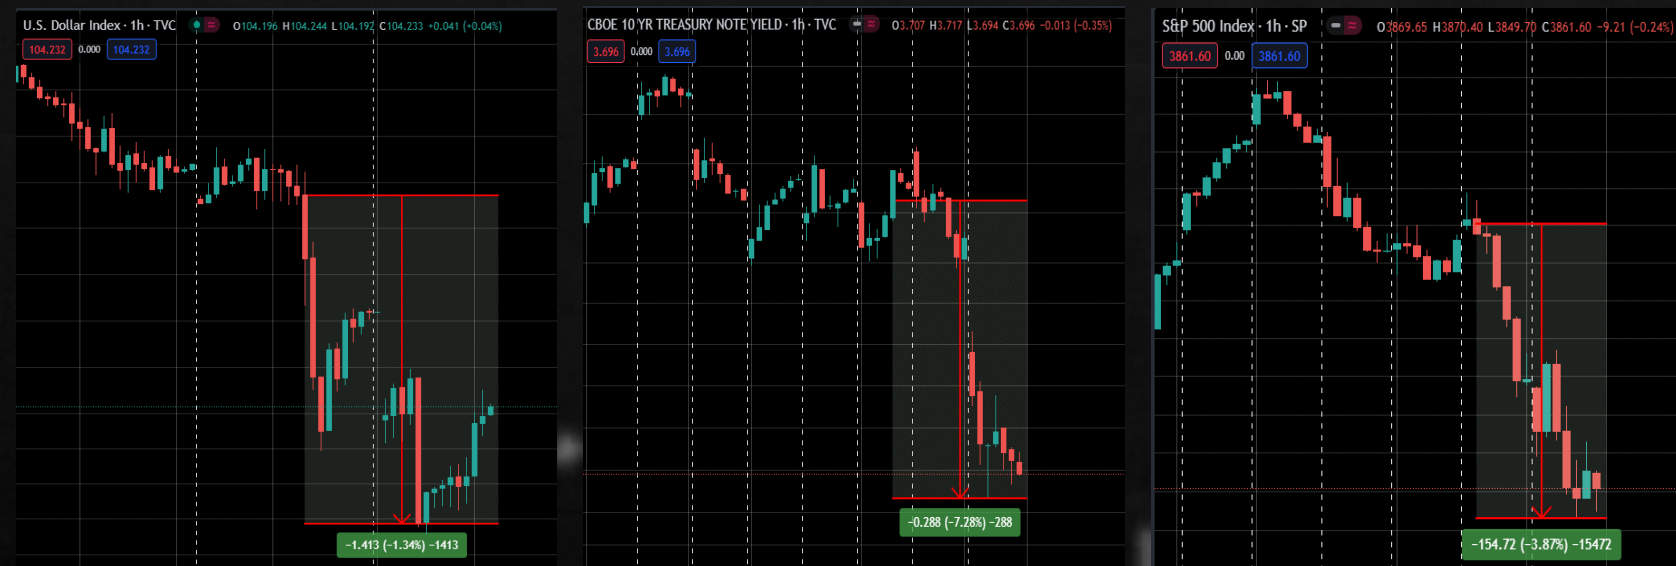 U.S. Dollar Index · 1h · TVC O104.196 H104.244 L104.192 C104.233 +0.041 (+0.04%)
104.232 0.000 104.232
−1.413 (−1.34%) −1413
CBOE 10 YR TREASURY NOTE YIELD · 1h · TVC O3.707 H3.717 L3.694 C3.696 −0.013 (−0.35%)
3.696 0.000 3.696
−0.288 (−7.28%) −288
S&P 500 Index · 1h · SP O3869.65 H3870.40 L3849.70 C3861.60 −9.21 (−0.24%)
3861.60 0.00 3861.60
−154.72 (−3.87%) −15472